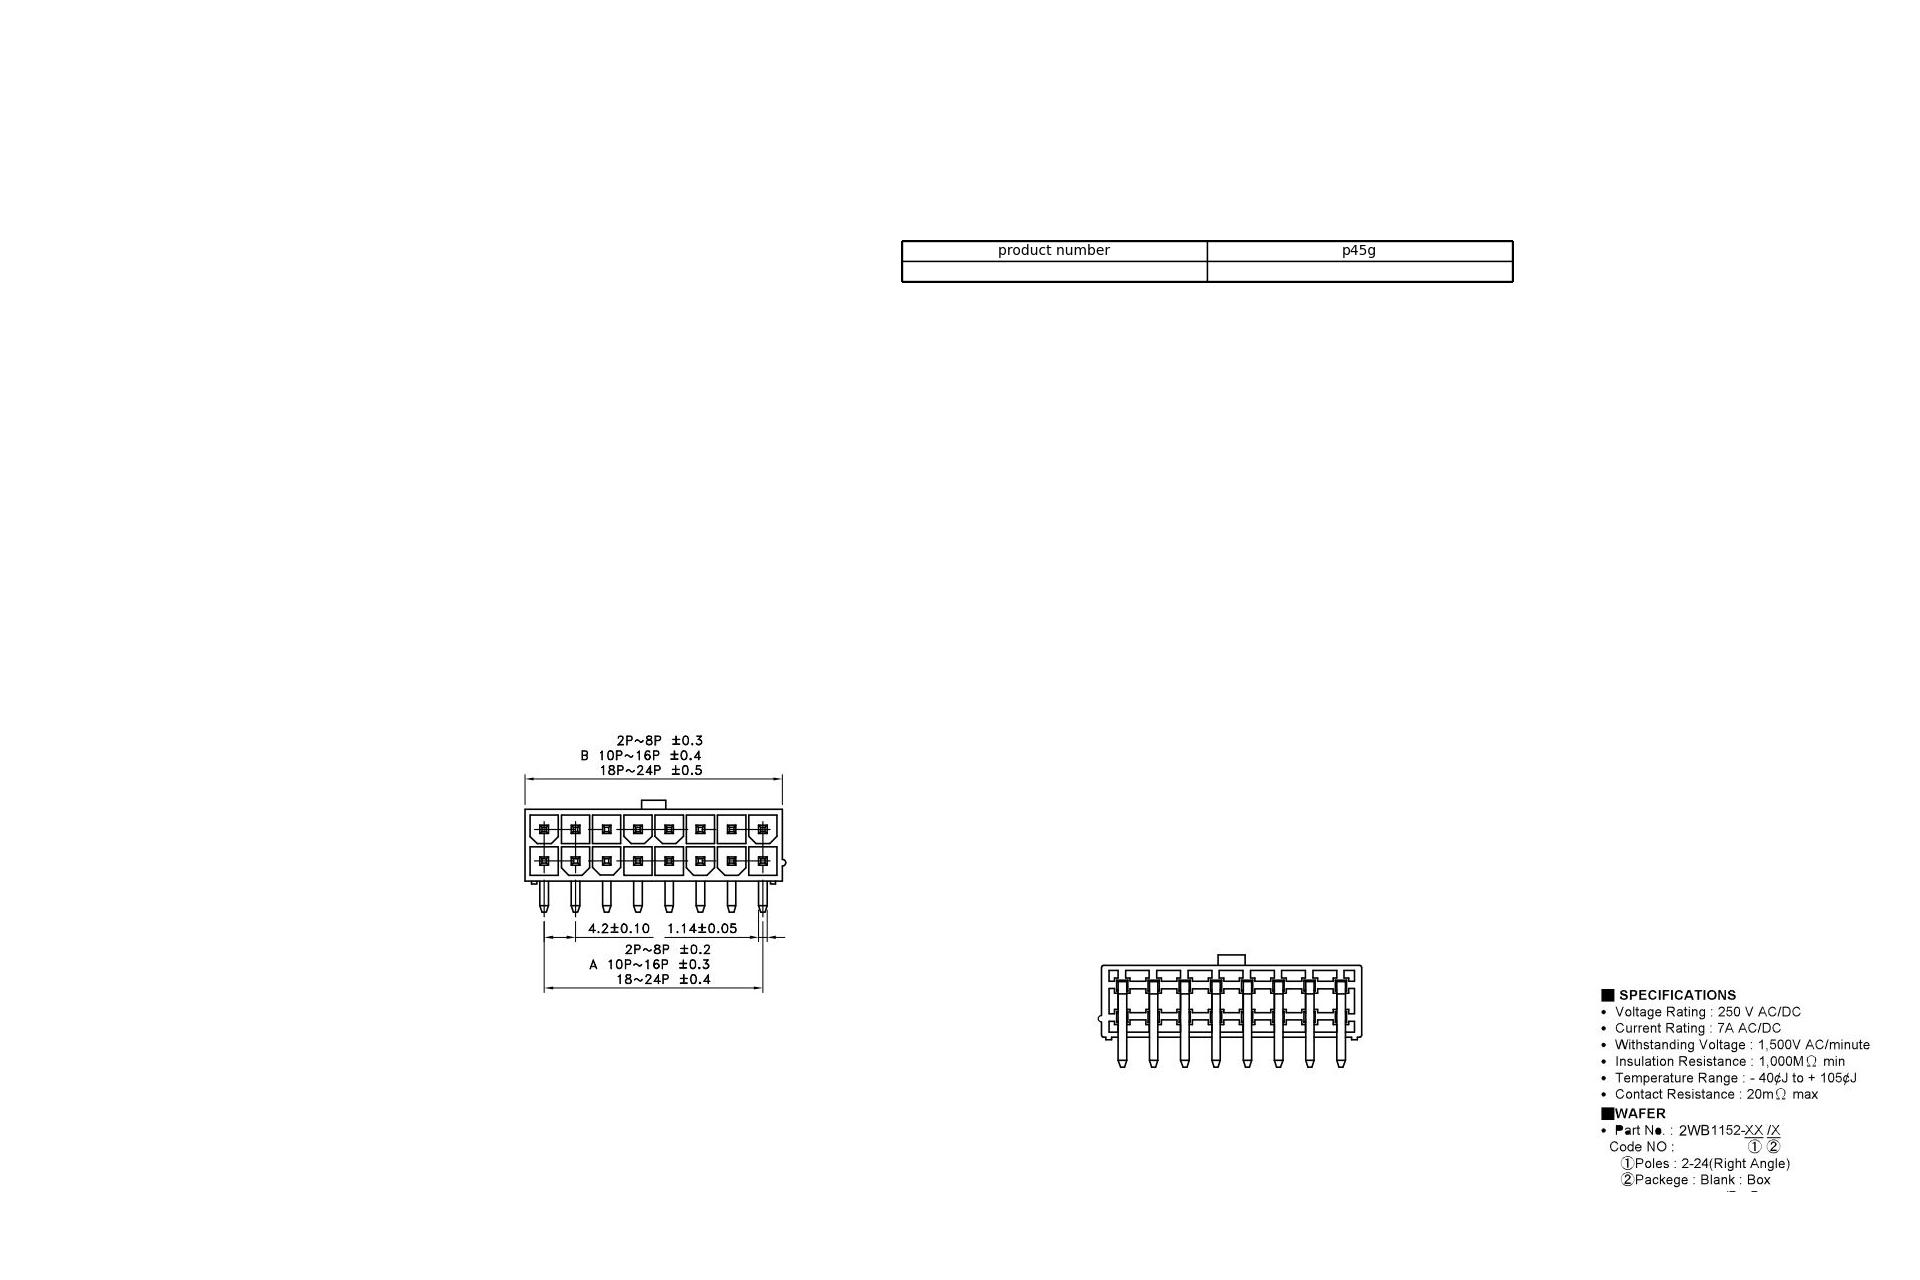 product number p45g
2P~8P ±0.3
B 10P~16P ±0.4
18P~24P ±0.5
4.2±0.10 1.14±0.05
2P~8P ±0.2
A 10P~16P ±0.3
18~24P ±0.4
■ SPECIFICATIONS
• Voltage Rating : 250 V AC/DC
• Current Rating : 7A AC/DC
• Withstanding Voltage : 1,500V AC/minute
• Insulation Resistance : 1,000MΩ min
• Temperature Range : - 40¢J to + 105¢J
• Contact Resistance : 20mΩ max
■WAFER
• Part No. : 2WB1152-XX /X
Code NO : ① ②
①Poles : 2-24(Right Angle)
②Packege : Blank : Box